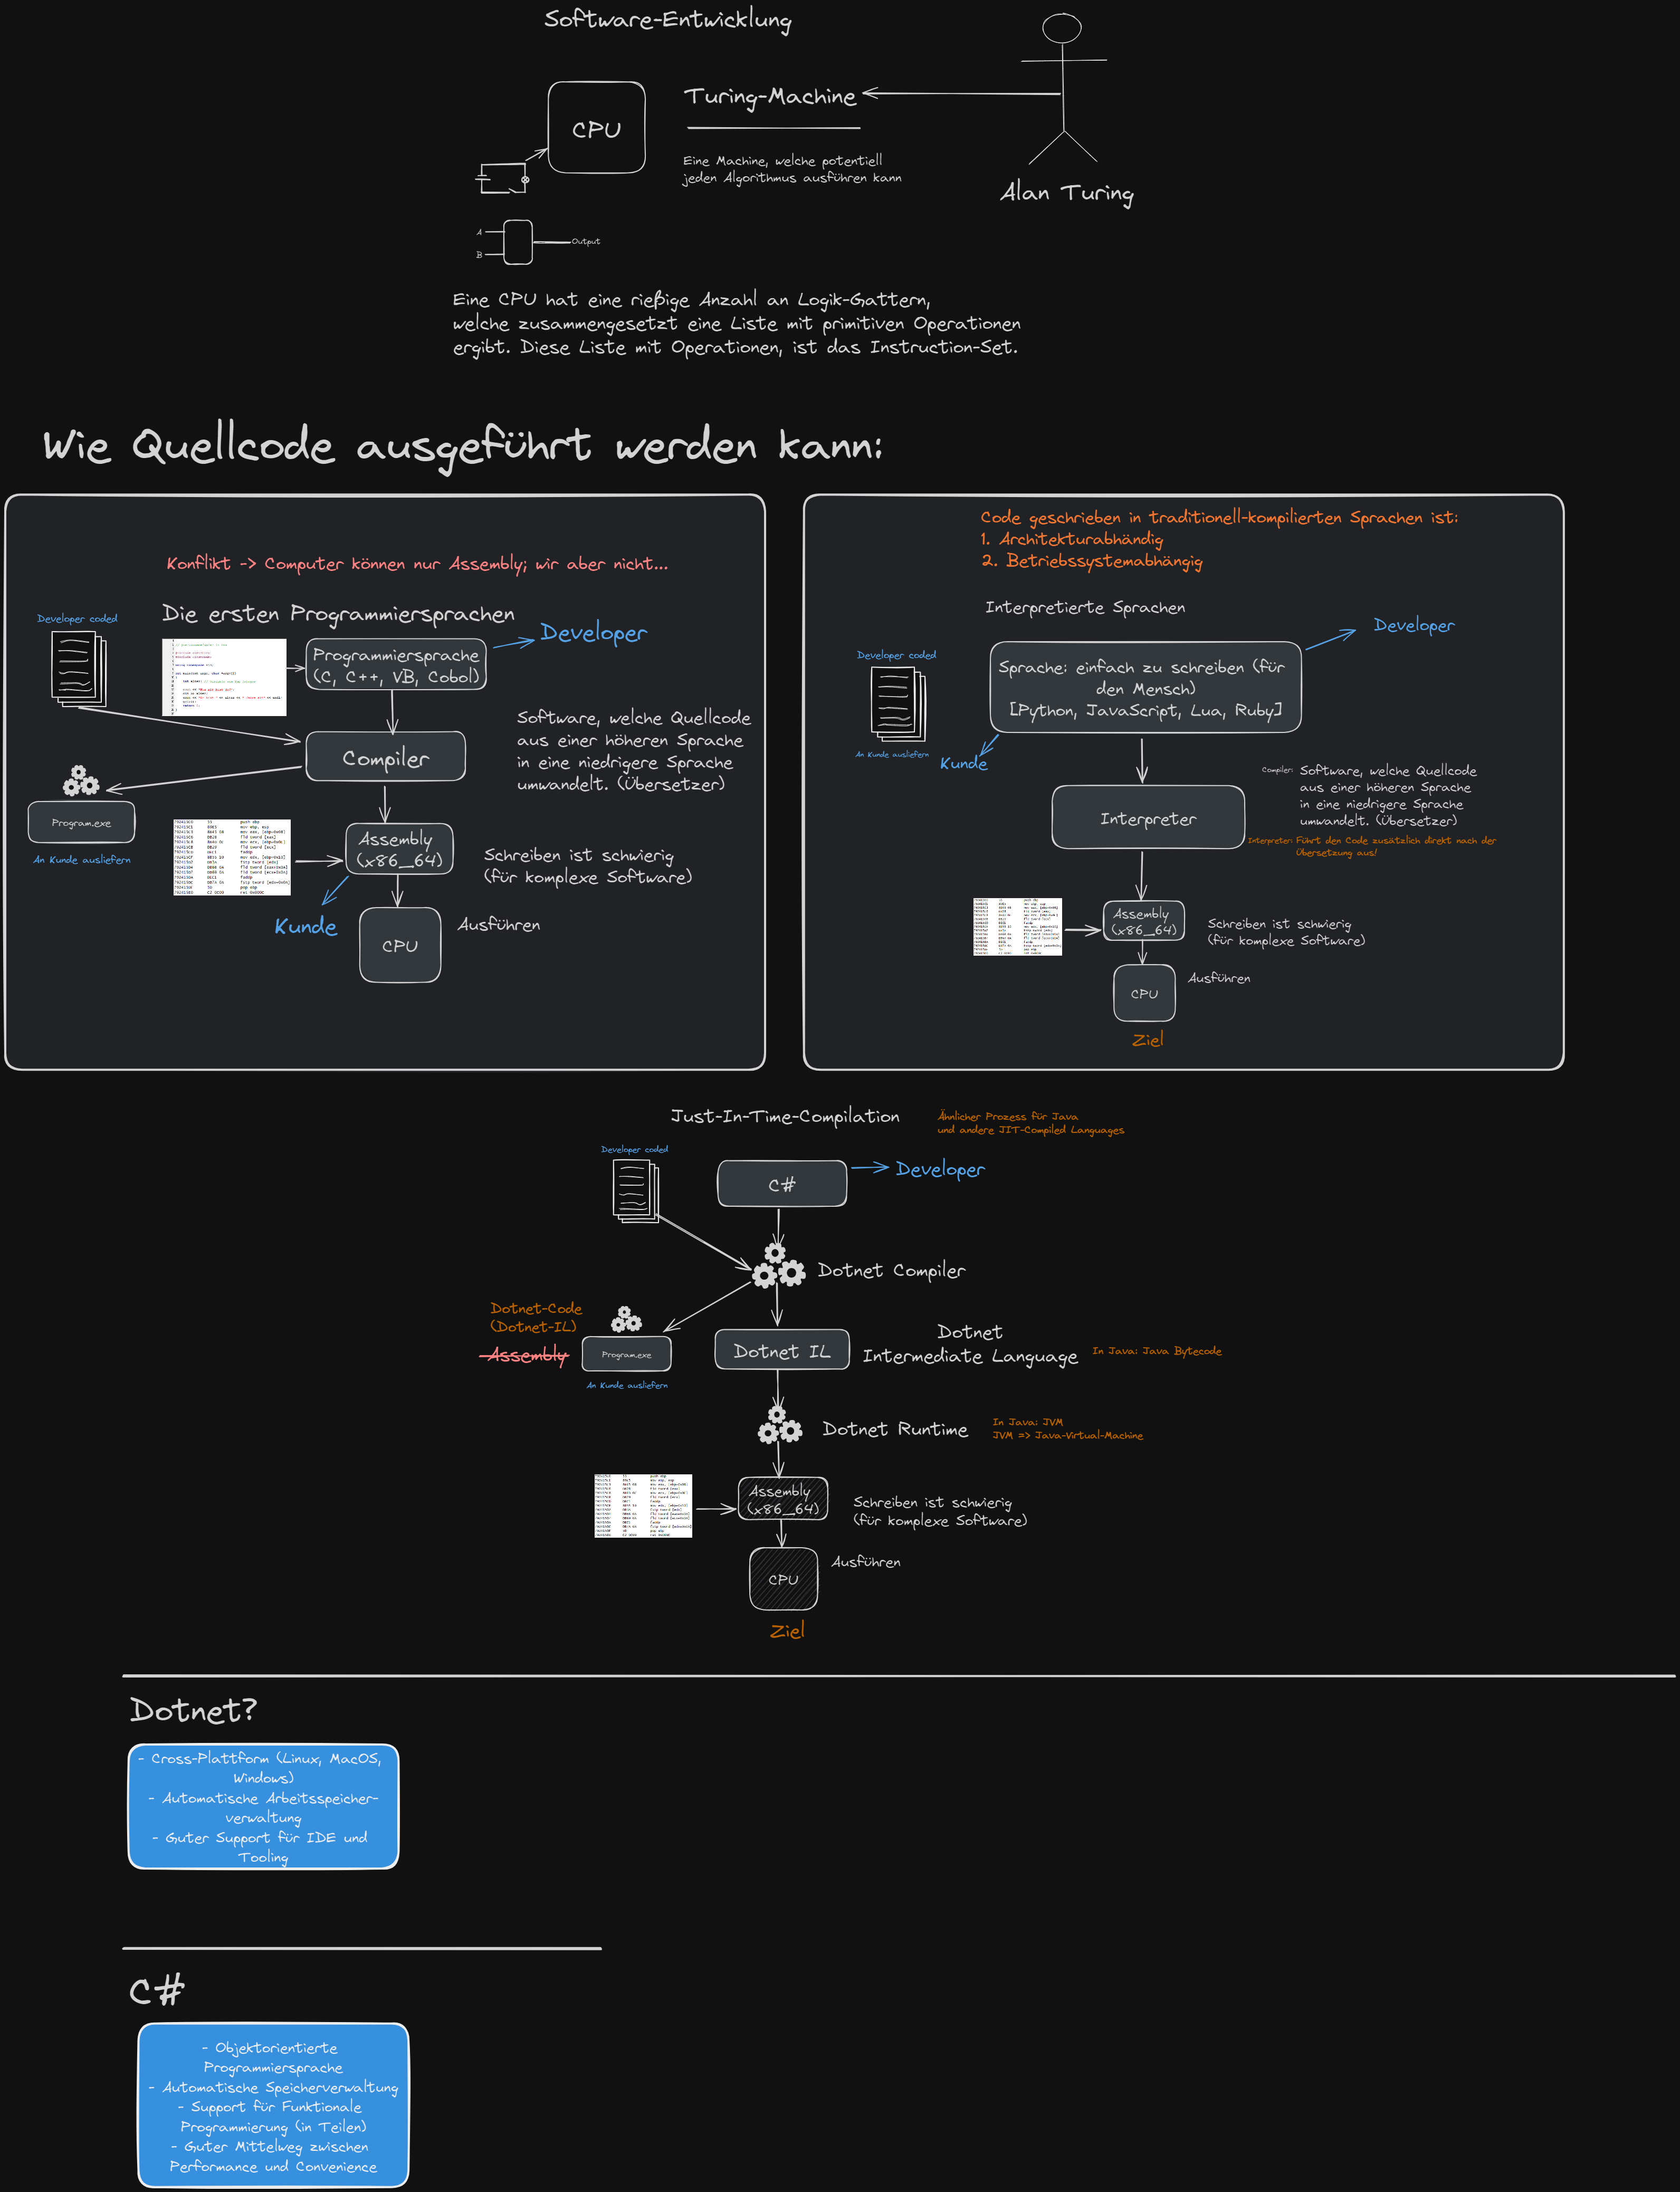 Software-Entwicklung
CPU
Turing-Machine
Eine Machine, welche potentiell
jeden Algorithmus ausführen kann
Alan Turing
A
B
Output
Eine CPU hat eine rießige Anzahl an Logik-Gattern,
welche zusammengesetzt eine Liste mit primitiven Operationen
ergibt. Diese Liste mit Operationen, ist das Instruction-Set.
Wie Quellcode ausgeführt werden kann:
Konflikt -> Computer können nur Assembly; wir aber nicht...
Die ersten Programmiersprachen
Developer coded
Developer
Programmiersprache
(C, C++, VB, Cobol)
Compiler
Software, welche Quellcode
aus einer höheren Sprache
in eine niedrigere Sprache
umwandelt. (Übersetzer)
Program.exe
An Kunde ausliefern
Assembly
(x86_64)
Schreiben ist schwierig
(für komplexe Software)
Kunde
CPU
Ausführen
Code geschrieben in traditionell-kompilierten Sprachen ist:
1. Architekturabhändig
2. Betriebssystemabhängig
Interpretierte Sprachen
Developer
Developer coded
Sprache: einfach zu schreiben (für
den Mensch)
[Python, JavaScript, Lua, Ruby]
An Kunde ausliefern
Kunde
Interpreter
Compiler:
Software, welche Quellcode
aus einer höheren Sprache
in eine niedrigere Sprache
umwandelt. (Übersetzer)
Interpreter: Führt den Code zusätzlich direkt nach der
Übersetzung aus!
Assembly
(x86_64)
Schreiben ist schwierig
(für komplexe Software)
CPU
Ausführen
Ziel
Just-In-Time-Compilation
Ähnlicher Prozess für Java
und andere JIT-Compiled Languages
Developer coded
C#
Developer
Dotnet Compiler
Dotnet-Code
(Dotnet-IL)
Assembly
Program.exe
An Kunde ausliefern
Dotnet IL
Dotnet
Intermediate Language
In Java: Java Bytecode
Dotnet Runtime
In Java: JVM
JVM => Java-Virtual-Machine
Assembly
(x86_64)
Schreiben ist schwierig
(für komplexe Software)
CPU
Ausführen
Ziel
Dotnet?
- Cross-Plattform (Linux, MacOS,
Windows)
- Automatische Arbeitsspeicher-
verwaltung
- Guter Support für IDE und
Tooling
C#
- Objektorientierte
Programmiersprache
- Automatische Speicherverwaltung
- Support für Funktionale
Programmierung (in Teilen)
- Guter Mittelweg zwischen
Performance und Convenience